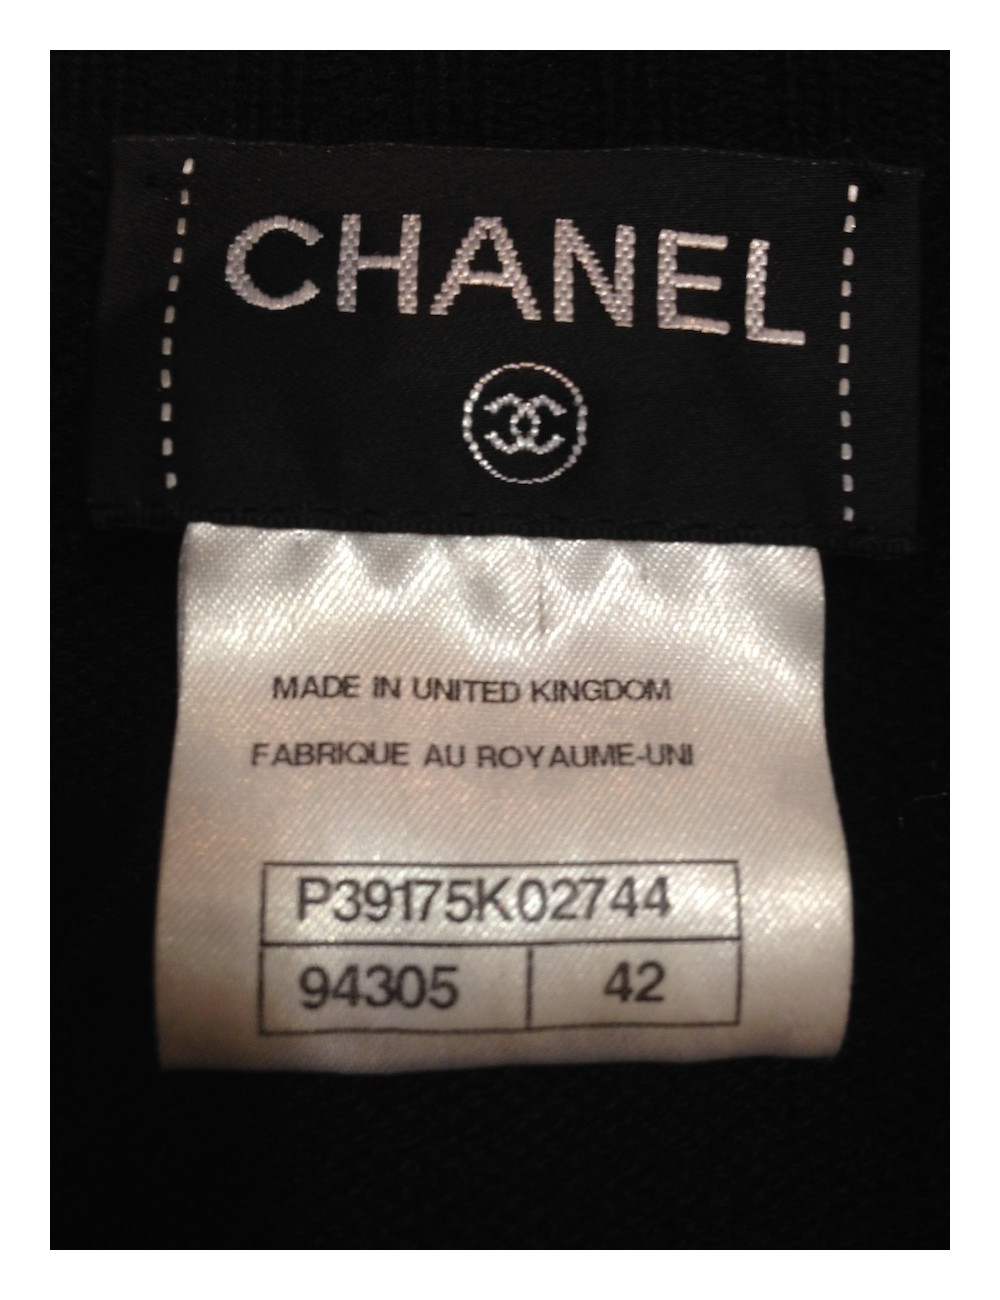 CHANEL
MADE IN UNITED KINGDOM
FABRIQUE AU ROYAUME-UNI
P39175K02744
94305 42